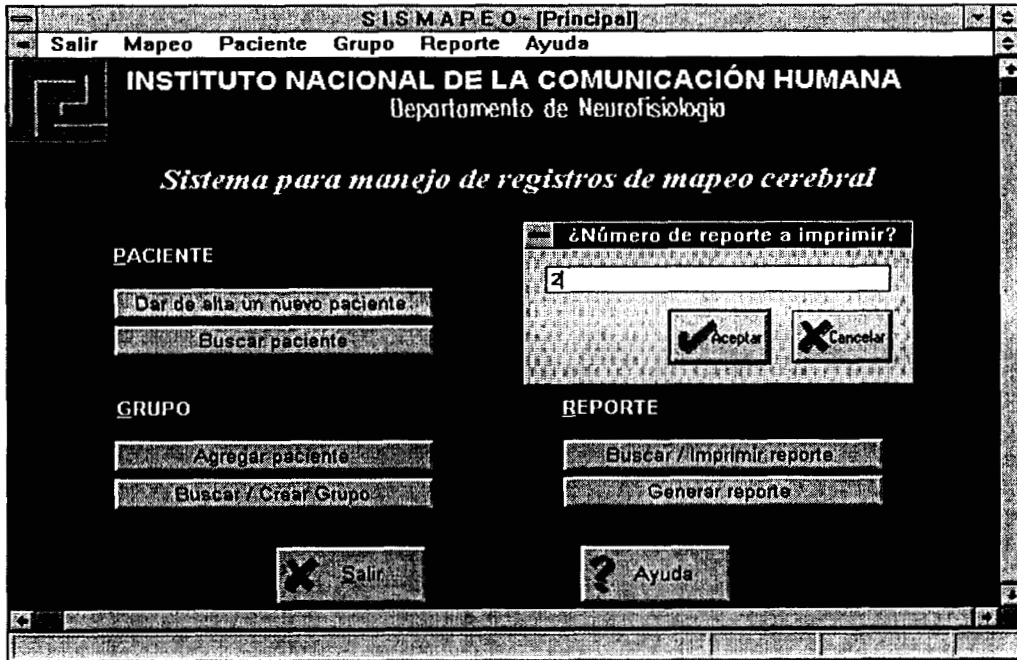 S I S M A P E O - [Principal]
Salir Mapeo Paciente Grupo Reporte Ayuda
INSTITUTO NACIONAL DE LA COMUNICACIÓN HUMANA
Departamento de Neurofisiologia
Sistema para manejo de registros de mapeo cerebral
¿Número de reporte a imprimir?
2
Aceptar Cancelar
PACIENTE
Dar de alta un nuevo paciente
Buscar paciente
GRUPO
Agregar paciente
Buscar / Crear Grupo
REPORTE
Buscar / Imprimir reporte
Generar reporte
Salir
Ayuda